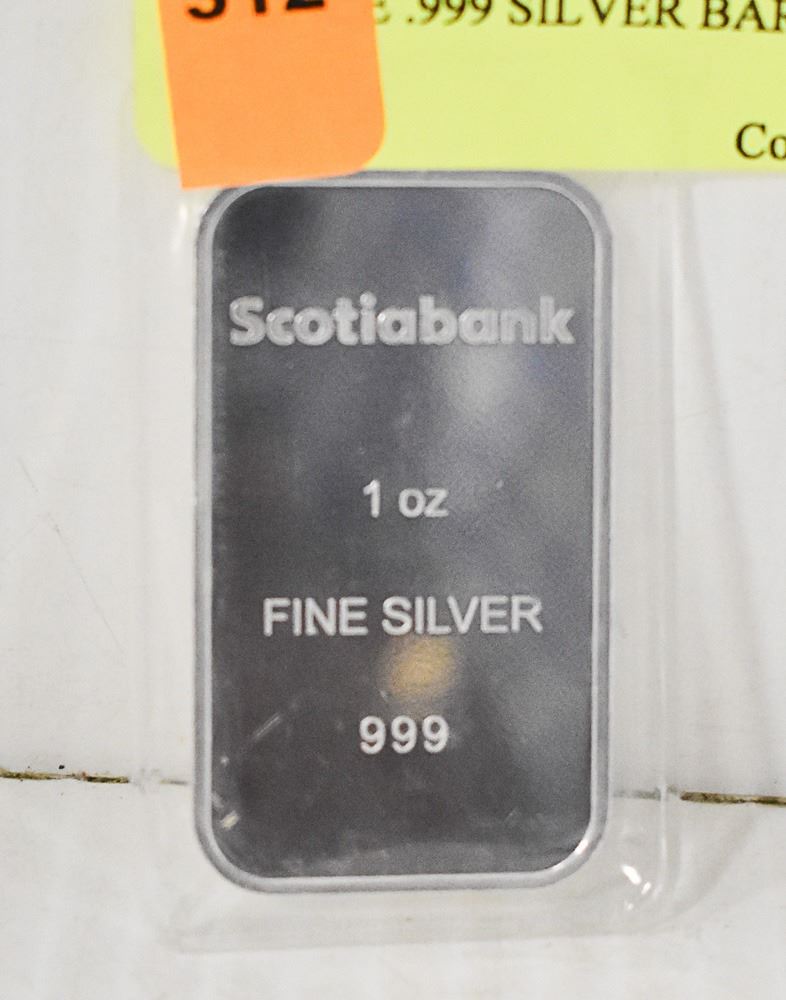 .999 SILVER BAR
Co
Scotiabank
1 oz
FINE SILVER
999